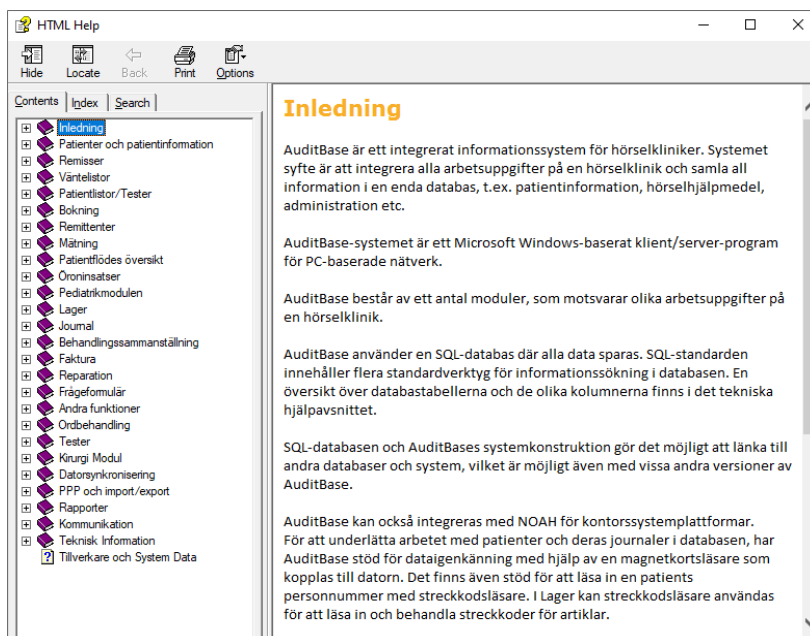 HTML Help
Hide Locate Back Print Options
Contents Index Search
Inledning
Patienter och patientinformation
Remisser
Väntelistor
Patientlistor/Tester
Bokning
Remittenter
Mätning
Patientflödes översikt
Öroninsatser
Pediatrikmodulen
Lager
Journal
Behandlingssammanställning
Faktura
Reparation
Frågeformulär
Andra funktioner
Ordbehandling
Tester
Kirurgi Modul
Datorsynkronisering
PPP och import/export
Rapporter
Kommunikation
Teknisk Information
Tillverkare och System Data
Inledning
AuditBase är ett integrerat informationssystem för hörselkliniker. Systemet
syfte är att integrera alla arbetsuppgifter på en hörselklinik och samla all
information i en enda databas, t.ex. patientinformation, hörselhjälpmedel,
administration etc.
AuditBase-systemet är ett Microsoft Windows-baserat klient/server-program
för PC-baserade nätverk.
AuditBase består av ett antal moduler, som motsvarar olika arbetsuppgifter på
en hörselklinik.
AuditBase använder en SQL-databas där alla data sparas. SQL-standarden
innehåller flera standardverktyg för informationssökning i databasen. En
översikt över databastabellerna och de olika kolumnerna finns i det tekniska
hjälpavsnittet.
SQL-databasen och AuditBases systemkonstruktion gör det möjligt att länka till
andra databaser och system, vilket är möjligt även med vissa andra versioner av
AuditBase.
AuditBase kan också integreras med NOAH för kontorssystemplattformar.
För att underlätta arbetet med patienter och deras journaler i databasen, har
AuditBase stöd för dataigenkänning med hjälp av en magnetkortsläsare som
kopplas till datorn. Det finns även stöd för att läsa in en patients
personnummer med streckkodsläsare. I Lager kan streckkodsläsare användas
för att läsa in och behandla streckkoder för artiklar.